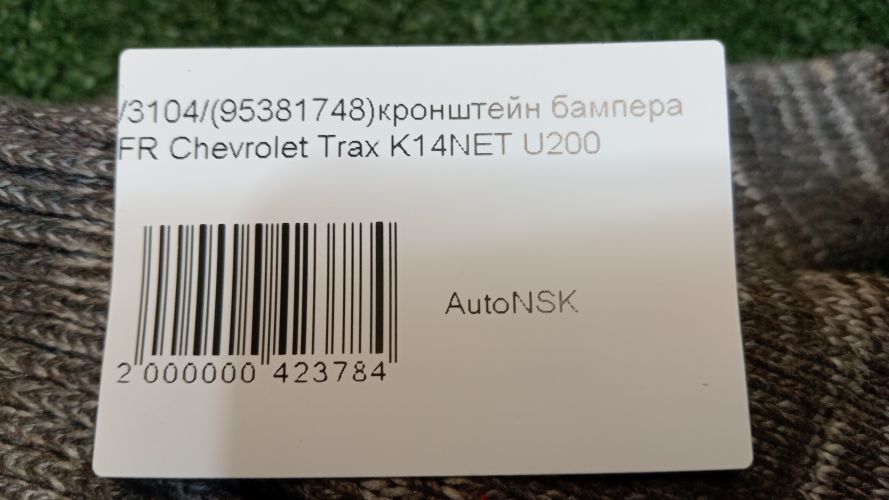 /3104/(95381748)кронштейн бампера
FR Chevrolet Trax K14NET U200
AutoNSK
2 000000 423784